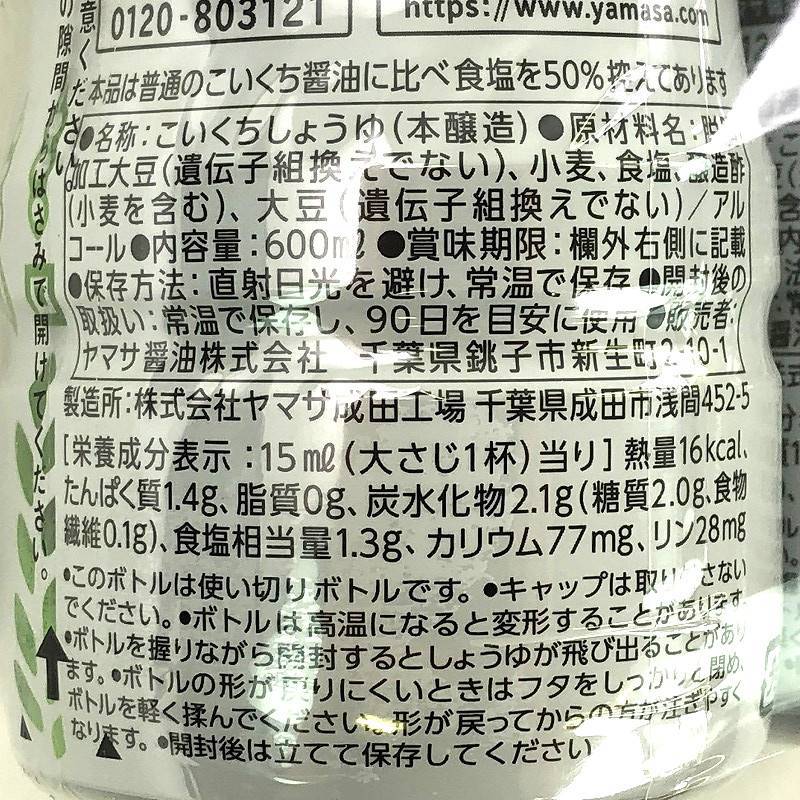 0120-803121
https://www.yamasa.com
本品は普通のこいくち醤油に比べ食塩を50%控えてあります
●名称:こいくちしょうゆ(本醸造)●原材料名:
加工大豆(遺伝子組換えでない)、小麦、食塩、醸造酢
(小麦を含む)、大豆(遺伝子組換えでない)/アル
コール●内容量:600㎖●賞味期限:欄外右側に記載
●保存方法:直射日光を避け、常温で保存●開封後の
取扱い:常温で保存し、90日を目安に使用●販売者:
ヤマサ醤油株式会社 千葉県銚子市新生町2-10-1
製造所:株式会社ヤマサ成田工場 千葉県成田市浅間452-5
[栄養成分表示:15㎖(大さじ1杯)当り]熱量16kcal、
たんぱく質1.4g、脂質0g、炭水化物2.1g(糖質2.0g、食物
繊維0.1g)、食塩相当量1.3g、カリウム77mg、リン28mg
•このボトルは使い切りボトルです。•キャップは取りはずさない
でください。•ボトルは高温になると変形することがあります。
•ボトルを握りながら開封するとしょうゆが飛び出ることがあり
ます。•ボトルの形が戻りにくいときはフタをしっかりと閉め、
ボトルを軽く揉んでください。形が戻ってからの方が注ぎやすく
なります。•開封後は立てて保存してください
意ください。
の隙間からはさみで開けてください。